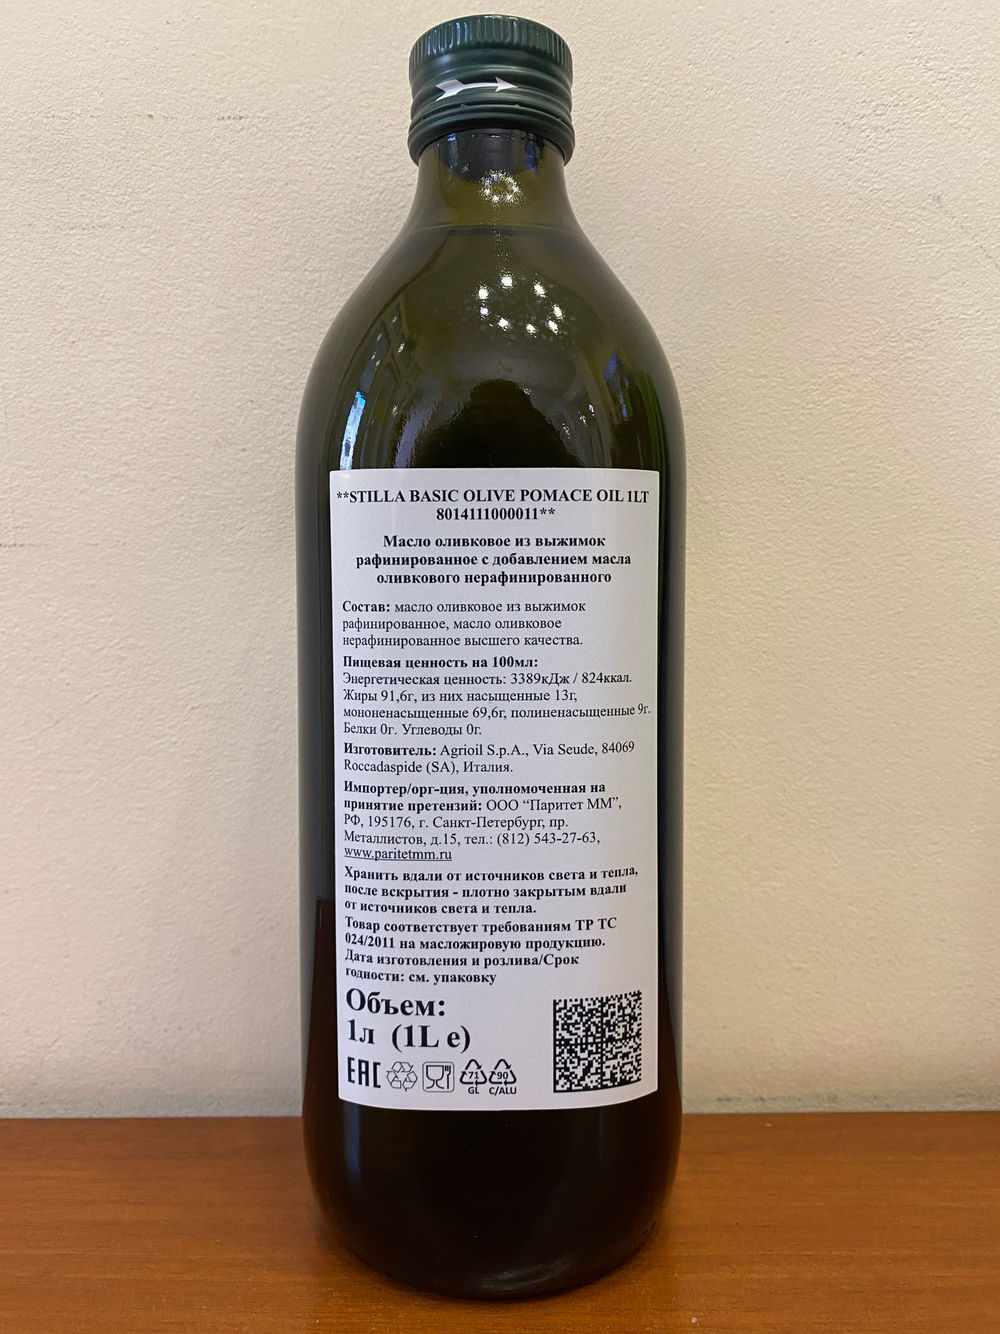 **STILLA BASIC OLIVE POMACE OIL 1LT
8014111000011**
Масло оливковое из выжимок
рафинированное с добавлением масла
оливкового нерафинированного
Состав: масло оливковое из выжимок
рафинированное, масло оливковое
нерафинированное высшего качества.
Пищевая ценность на 100мл:
Энергетическая ценность: 3389кДж / 824ккал.
Жиры 91,6г, из них насыщенные 13г,
мононенасыщенные 69,6г, полиненасыщенные 9г.
Белки 0г. Углеводы 0г.
Изготовитель: Agrioil S.p.A., Via Seude, 84069
Roccadaspide (SA), Италия.
Импортер/орг-ция, уполномоченная на
принятие претензий: ООО “Паритет ММ”,
РФ, 195176, г. Санкт-Петербург, пр.
Металлистов, д.15, тел.: (812) 543-27-63,
www.paritetmm.ru
Хранить вдали от источников света и тепла,
после вскрытия - плотно закрытым вдали
от источников света и тепла.
Товар соответствует требованиям ТР ТС
024/2011 на масложировую продукцию.
Дата изготовления и розлива/Срок
годности: см. упаковку
Объем:
1л (1L e)
EAC 71 90
GL C/ALU